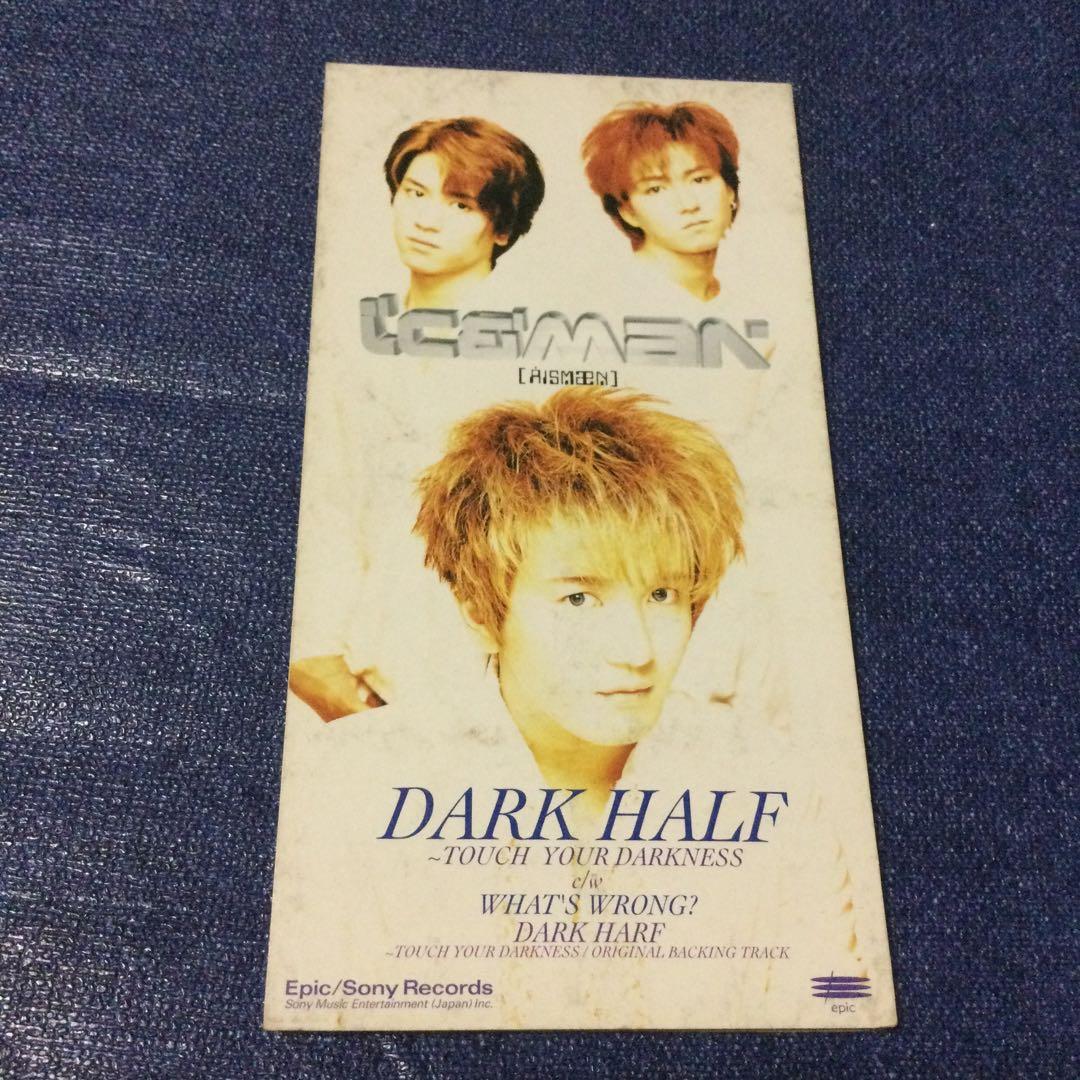 iceman
[ÁISMÆN]
DARK HALF
~TOUCH YOUR DARKNESS
c/w
WHAT'S WRONG?
DARK HARF
~TOUCH YOUR DARKNESS / ORIGINAL BACKING TRACK
Epic/Sony Records
Sony Music Entertainment (Japan) Inc.
epic